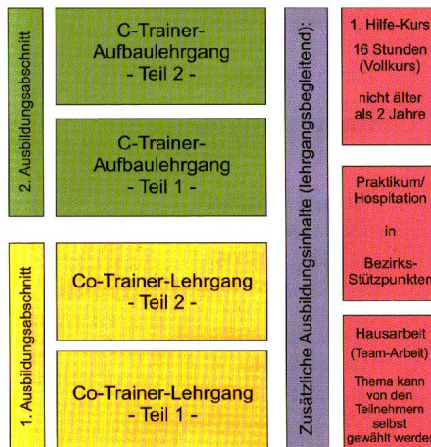 2. Ausbildungsabschnitt
C-Trainer-
Aufbaulehrgang
- Teil 2 -
C-Trainer-
Aufbaulehrgang
- Teil 1 -
1. Ausbildungsabschnitt
Co-Trainer-Lehrgang
- Teil 2 -
Co-Trainer-Lehrgang
- Teil 1 -
Zusätzliche Ausbildungsinhalte (lehrgangsbegleitend):
1. Hilfe-Kurs
16 Stunden
(Vollkurs)
nicht älter
als 2 Jahre
Praktikum/
Hospitation
in
Bezirks-
Stützpunkten
Hausarbeit
(Team-Arbeit)
Thema kann
von den
Teilnehmern
selbst
gewählt werden